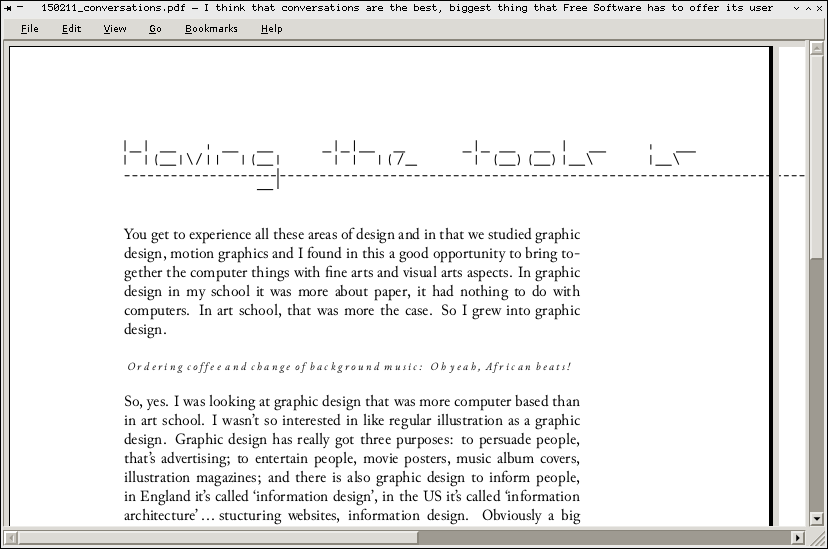 150211_conversations.pdf – I think that conversations are the best, biggest thing that Free Software has to offer its user
File Edit View Go Bookmarks Help
Having the tools is
You get to experience all these areas of design and in that we studied graphic
design, motion graphics and I found in this a good opportunity to bring to-
gether the computer things with fine arts and visual arts aspects. In graphic
design in my school it was more about paper, it had nothing to do with
computers. In art school, that was more the case. So I grew into graphic
design.
Ordering coffee and change of background music: Oh yeah, African beats!
So, yes. I was looking at graphic design that was more computer based than
in art school. I wasn't so interested in like regular illustration as a graphic
design. Graphic design has really got three purposes: to persuade people,
that's advertising; to entertain people, movie posters, music album covers,
illustration magazines; and there is also graphic design to inform people,
in England it's called ‘information design’, in the US it's called ‘information
architecture’ … stucturing websites, information design. Obviously a big